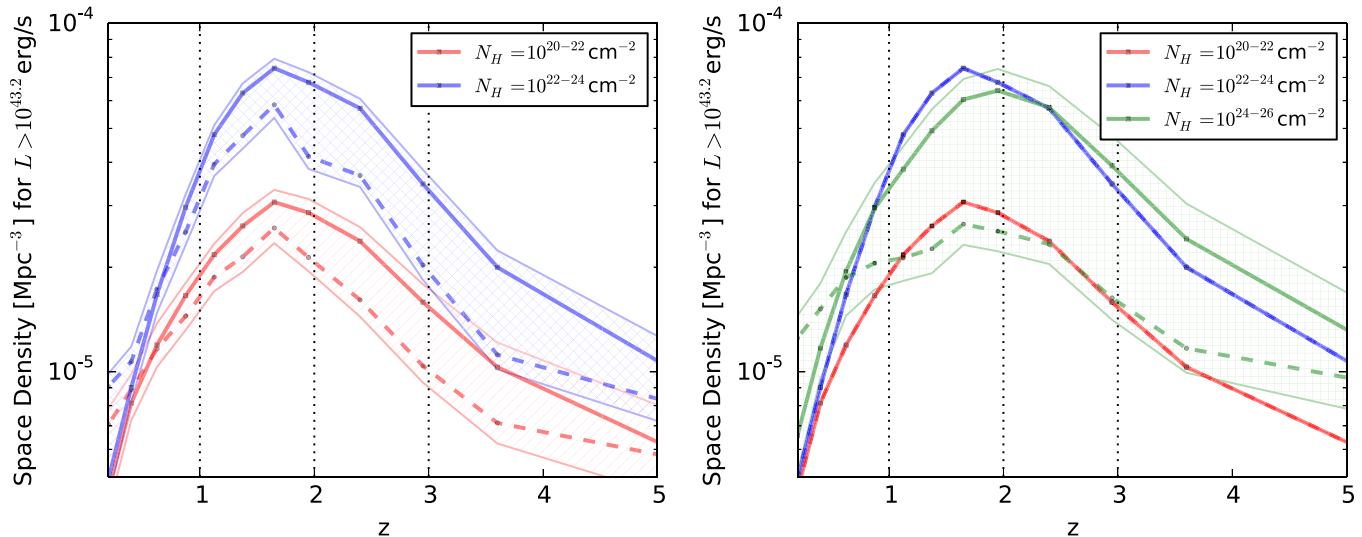 Space Density [Mpc⁻³] for L > 10^43.2 erg/s
10⁻⁴
10⁻⁵
N_H = 10^20−22 cm⁻²
N_H = 10^22−24 cm⁻²
1 2 3 4 5
z
Space Density [Mpc⁻³] for L > 10^43.2 erg/s
10⁻⁴
10⁻⁵
N_H = 10^20−22 cm⁻²
N_H = 10^22−24 cm⁻²
N_H = 10^24−26 cm⁻²
1 2 3 4 5
z